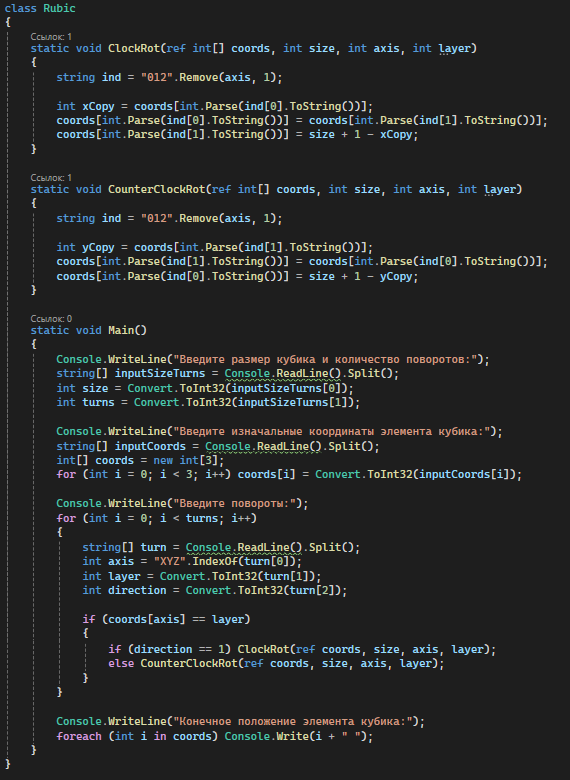 class Rubic
{
Ссылок: 1
static void ClockRot(ref int[] coords, int size, int axis, int layer)
{
string ind = "012".Remove(axis, 1);
int xCopy = coords[int.Parse(ind[0].ToString())];
coords[int.Parse(ind[0].ToString())] = coords[int.Parse(ind[1].ToString())];
coords[int.Parse(ind[1].ToString())] = size + 1 - xCopy;
}
Ссылок: 1
static void CounterClockRot(ref int[] coords, int size, int axis, int layer)
{
string ind = "012".Remove(axis, 1);
int yCopy = coords[int.Parse(ind[1].ToString())];
coords[int.Parse(ind[1].ToString())] = coords[int.Parse(ind[0].ToString())];
coords[int.Parse(ind[0].ToString())] = size + 1 - yCopy;
}
Ссылок: 0
static void Main()
{
Console.WriteLine("Введите размер кубика и количество поворотов:");
string[] inputSizeTurns = Console.ReadLine().Split();
int size = Convert.ToInt32(inputSizeTurns[0]);
int turns = Convert.ToInt32(inputSizeTurns[1]);
Console.WriteLine("Введите изначальные координаты элемента кубика:");
string[] inputCoords = Console.ReadLine().Split();
int[] coords = new int[3];
for (int i = 0; i < 3; i++) coords[i] = Convert.ToInt32(inputCoords[i]);
Console.WriteLine("Введите повороты:");
for (int i = 0; i < turns; i++)
{
string[] turn = Console.ReadLine().Split();
int axis = "XYZ".IndexOf(turn[0]);
int layer = Convert.ToInt32(turn[1]);
int direction = Convert.ToInt32(turn[2]);
if (coords[axis] == layer)
{
if (direction == 1) ClockRot(ref coords, size, axis, layer);
else CounterClockRot(ref coords, size, axis, layer);
}
}
Console.WriteLine("Конечное положение элемента кубика:");
foreach (int i in coords) Console.Write(i + " ");
}
}